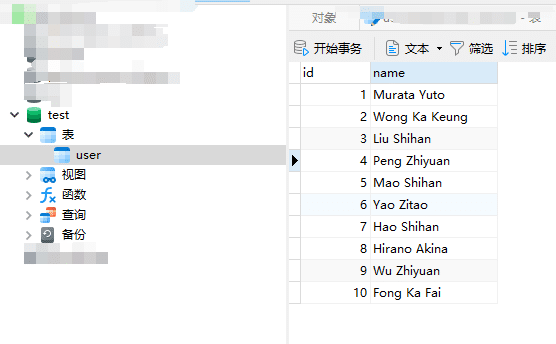 对象
- 表
开始事务 文本 筛选 排序
test
表
user
视图
函数
查询
备份
id name
1 Murata Yuto
2 Wong Ka Keung
3 Liu Shihan
4 Peng Zhiyuan
5 Mao Shihan
6 Yao Zitao
7 Hao Shihan
8 Hirano Akina
9 Wu Zhiyuan
10 Fong Ka Fai